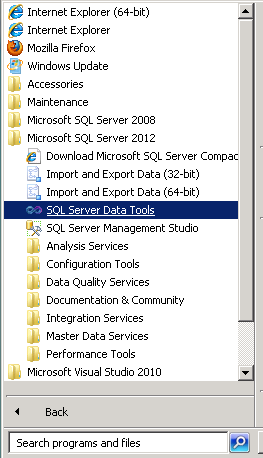 Internet Explorer (64-bit)
Internet Explorer
Mozilla Firefox
Windows Update
Accessories
Maintenance
Microsoft SQL Server 2008
Microsoft SQL Server 2012
Download Microsoft SQL Server Compac
Import and Export Data (32-bit)
Import and Export Data (64-bit)
SQL Server Data Tools
SQL Server Management Studio
Analysis Services
Configuration Tools
Data Quality Services
Documentation & Community
Integration Services
Master Data Services
Performance Tools
Microsoft Visual Studio 2010
Back
Search programs and files